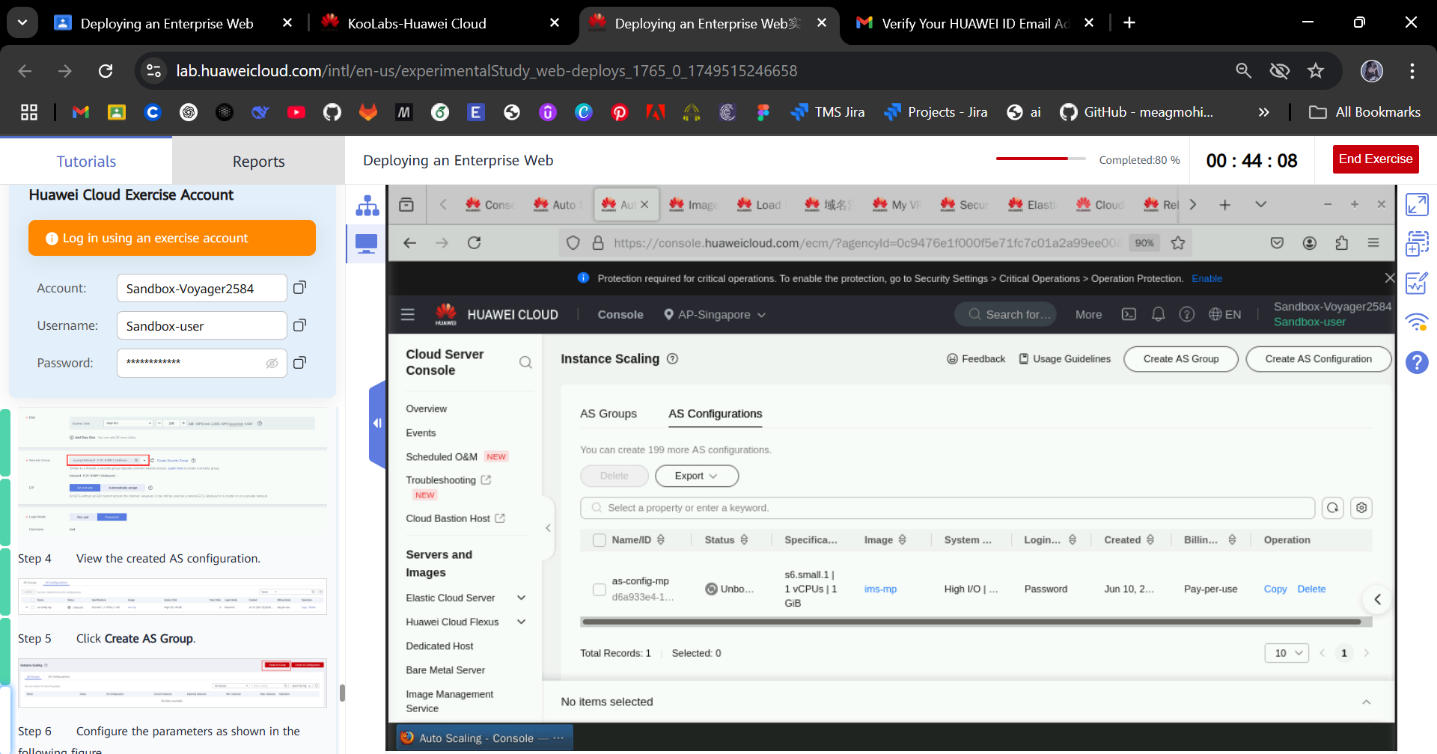 Deploying an Enterprise Web
KooLabs-Huawei Cloud
Deploying an Enterprise Web实
Verify Your HUAWEI ID Email Ad
lab.huaweicloud.com/intl/en-us/experimentalStudy_web-deploys_1765_0_1749515246658
TMS Jira
Projects - Jira
ai
GitHub - meagmohi...
All Bookmarks
Tutorials
Reports
Deploying an Enterprise Web
Completed:80 %
00 : 44 : 08
End Exercise
Huawei Cloud Exercise Account
Log in using an exercise account
Account:
Sandbox-Voyager2584
Username:
Sandbox-user
Password:
************
Step 4 View the created AS configuration.
Step 5 Click Create AS Group.
Step 6 Configure the parameters as shown in the
following figure.
Cons
Auto
Au
Image
Load
域名
My VP
Secur
Elasti
Cloud
Rel
https://console.huaweicloud.com/ecm/?agencyId=0c9476e1f000f5e71fc7c01a2a99ee00
90%
Protection required for critical operations. To enable the protection, go to Security Settings > Critical Operations > Operation Protection. Enable
HUAWEI
HUAWEI CLOUD
Console
AP-Singapore
Search for...
More
EN
Sandbox-Voyager2584
Sandbox-user
Cloud Server
Console
Overview
Events
Scheduled O&M NEW
Troubleshooting
NEW
Cloud Bastion Host
Servers and
Images
Elastic Cloud Server
Huawei Cloud Flexus
Dedicated Host
Bare Metal Server
Image Management
Service
Instance Scaling
Feedback
Usage Guidelines
Create AS Group
Create AS Configuration
AS Groups
AS Configurations
You can create 199 more AS configurations.
Delete
Export
Select a property or enter a keyword.
Name/ID Status Specifica... Image System ... Login... Created Billin... Operation
as-config-mp
d6a933e4-1...
Unbo...
s6.small.1 |
1 vCPUs | 1
GiB
ims-mp
High I/O | ...
Password
Jun 10, 2...
Pay-per-use
Copy Delete
Total Records: 1 Selected: 0
10
1
No items selected
Auto Scaling - Console — ···